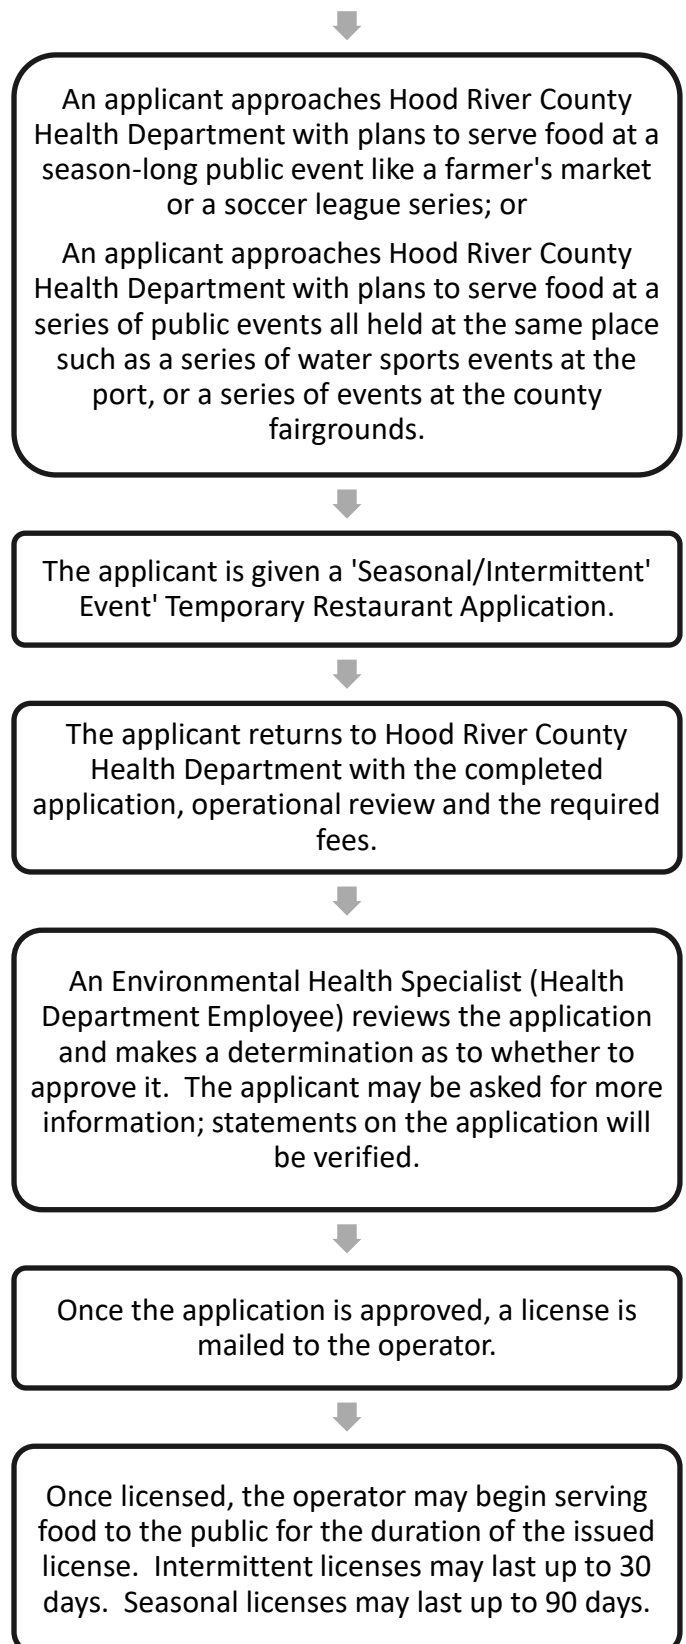 An applicant approaches Hood River County
Health Department with plans to serve food at a
season-long public event like a farmer's market
or a soccer league series; or
An applicant approaches Hood River County
Health Department with plans to serve food at a
series of public events all held at the same place
such as a series of water sports events at the
port, or a series of events at the county
fairgrounds.
The applicant is given a 'Seasonal/Intermittent'
Event' Temporary Restaurant Application.
The applicant returns to Hood River County
Health Department with the completed
application, operational review and the required
fees.
An Environmental Health Specialist (Health
Department Employee) reviews the application
and makes a determination as to whether to
approve it.  The applicant may be asked for more
information; statements on the application will
be verified.
Once the application is approved, a license is
mailed to the operator.
Once licensed, the operator may begin serving
food to the public for the duration of the issued
license.  Intermittent licenses may last up to 30
days.  Seasonal licenses may last up to 90 days.